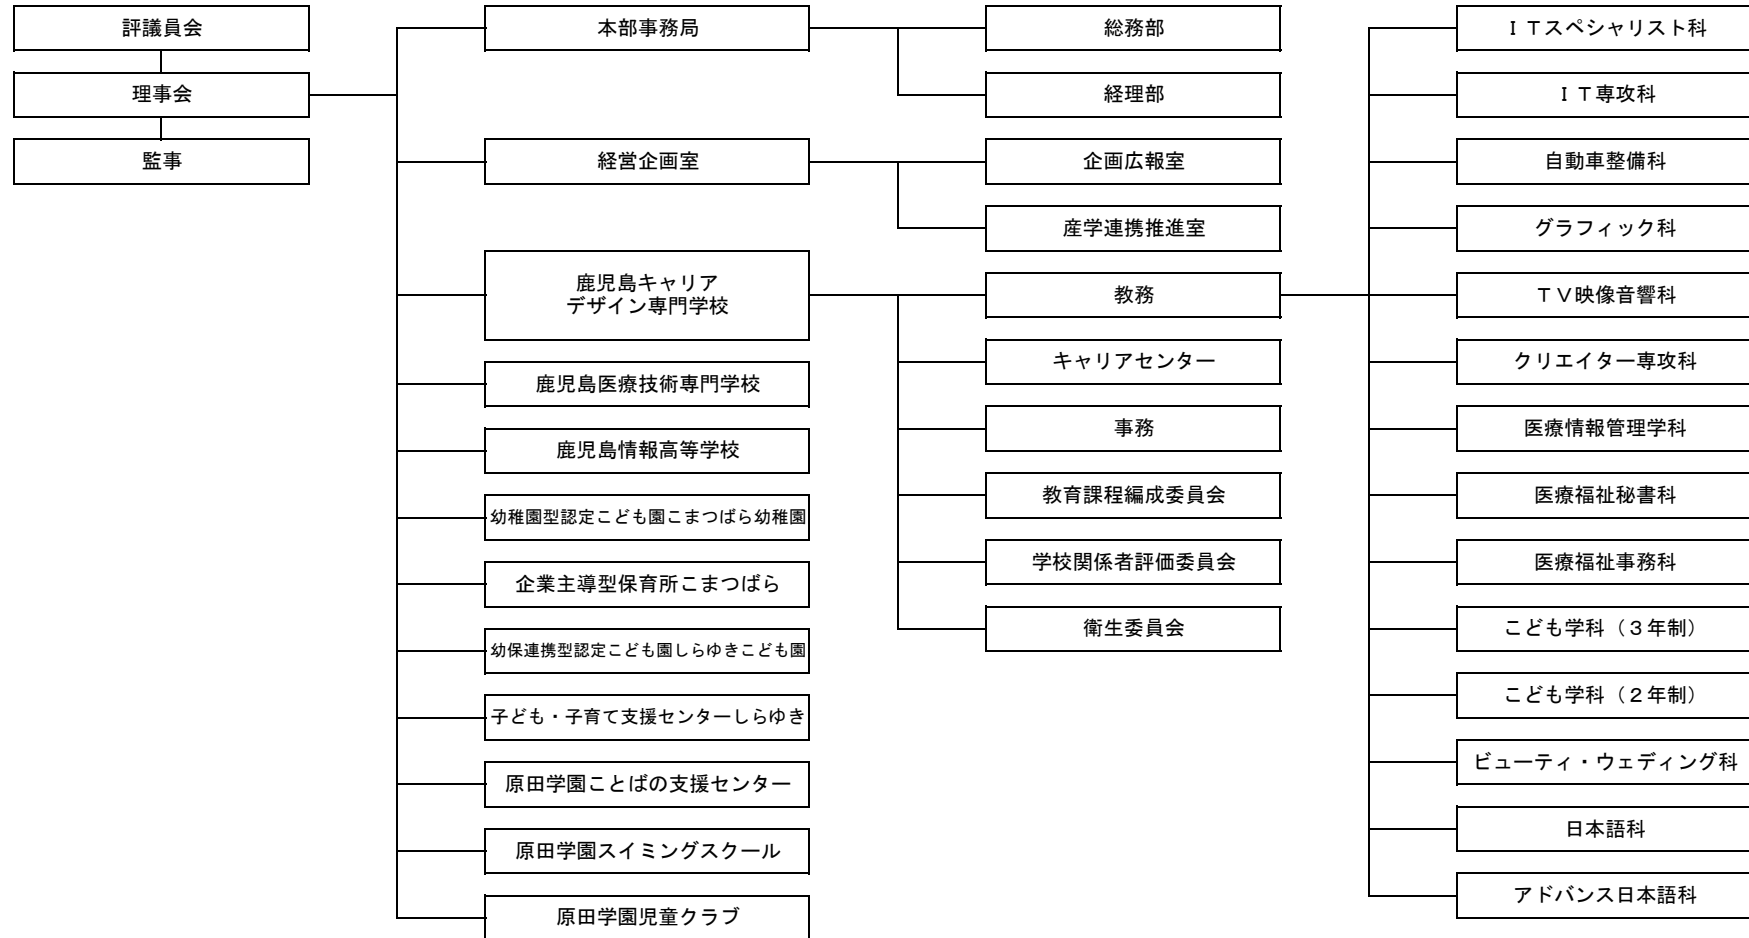 評議員会
理事会
監事
本部事務局
経営企画室
鹿児島キャリア
デザイン専門学校
鹿児島医療技術専門学校
鹿児島情報高等学校
幼稚園型認定こども園こまつばら幼稚園
企業主導型保育所こまつばら
幼保連携型認定こども園しらゆきこども園
子ども・子育て支援センターしらゆき
原田学園ことばの支援センター
原田学園スイミングスクール
原田学園児童クラブ
総務部
経理部
企画広報室
産学連携推進室
教務
キャリアセンター
事務
教育課程編成委員会
学校関係者評価委員会
衛生委員会
ＩＴスペシャリスト科
ＩＴ専攻科
自動車整備科
グラフィック科
ＴＶ映像音響科
クリエイター専攻科
医療情報管理学科
医療福祉秘書科
医療福祉事務科
こども学科（３年制）
こども学科（２年制）
ビューティ・ウェディング科
日本語科
アドバンス日本語科